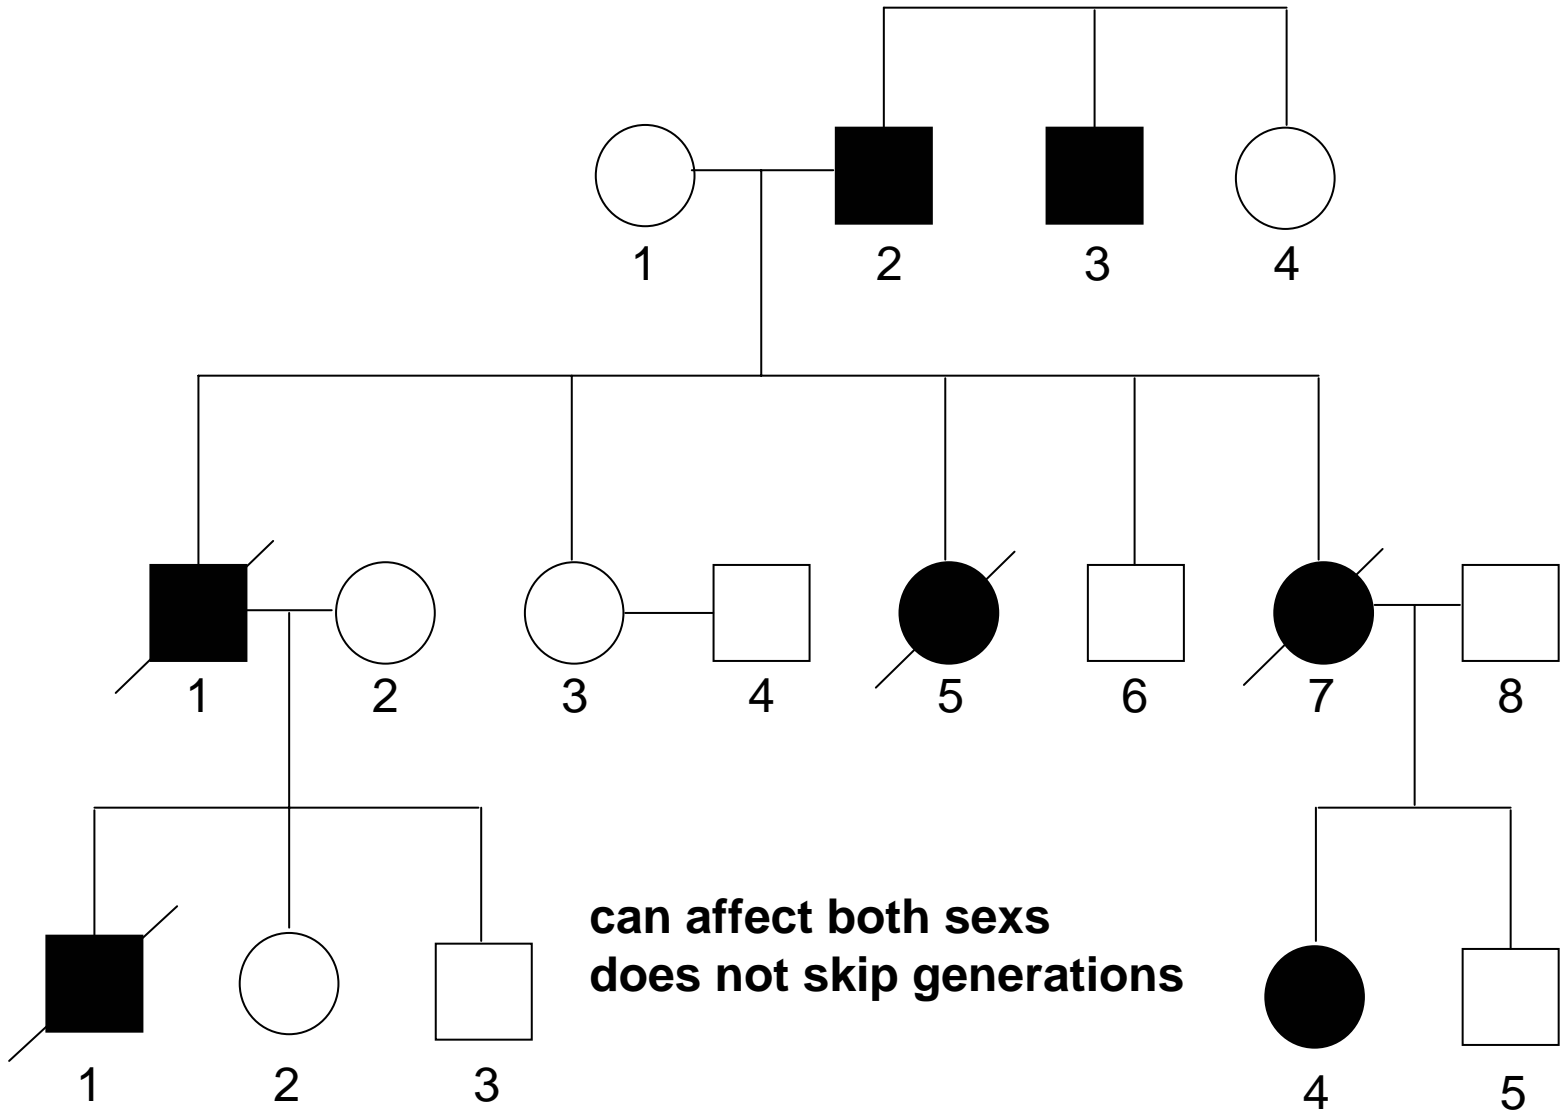 1 2 3 4
1 2 3 4 5 6 7 8
can affect both sexs
does not skip generations
1 2 3 4 5